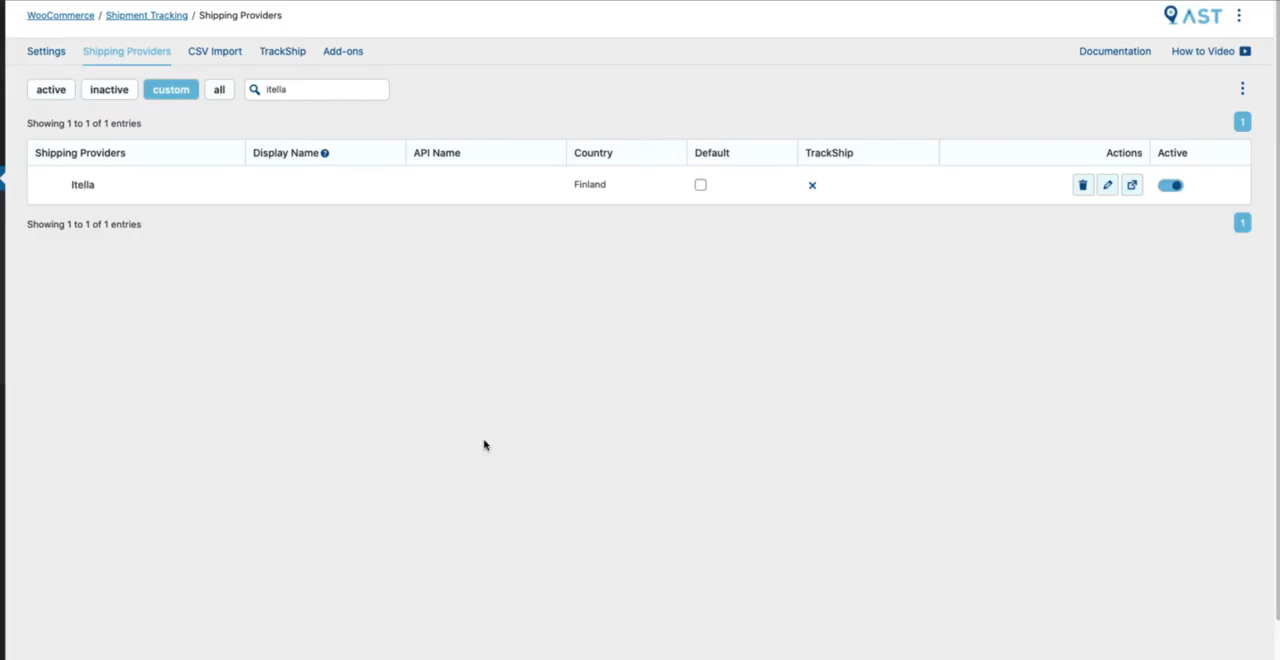 WooCommerce / Shipment Tracking / Shipping Providers
AST
Settings Shipping Providers CSV Import TrackShip Add-ons Documentation How to Video
active inactive custom all itella
Showing 1 to 1 of 1 entries 1
Shipping Providers Display Name API Name Country Default TrackShip Actions Active
Itella Finland
Showing 1 to 1 of 1 entries 1